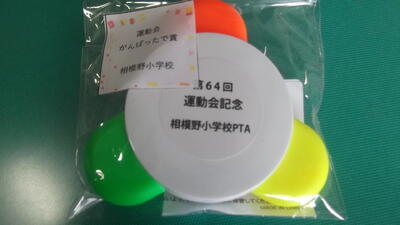 運動会
がんばったで賞
相模野小学校
第64回
運動会記念
相模野小学校PTA